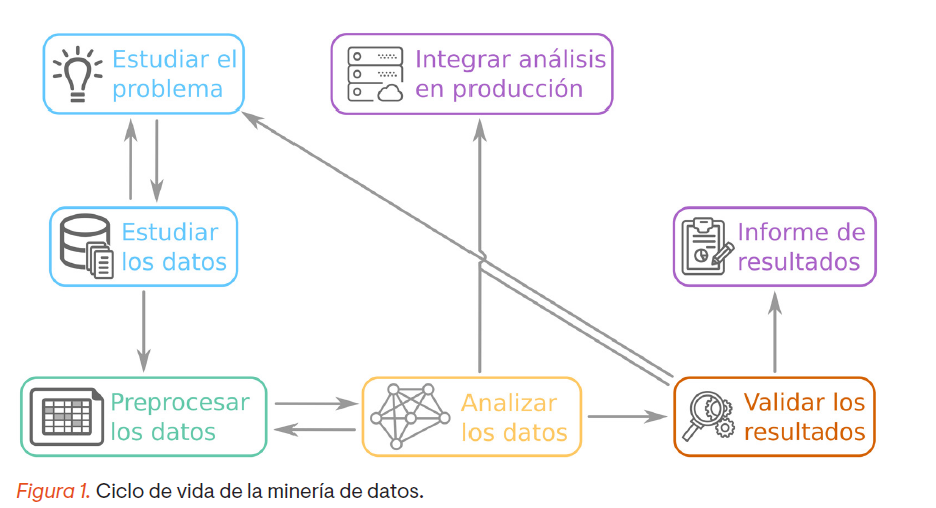 Estudiar el
problema
Integrar análisis
en producción
Estudiar
los datos
Informe de
resultados
Preprocesar
los datos
Analizar
los datos
Validar los
resultados
Figura 1. Ciclo de vida de la minería de datos.